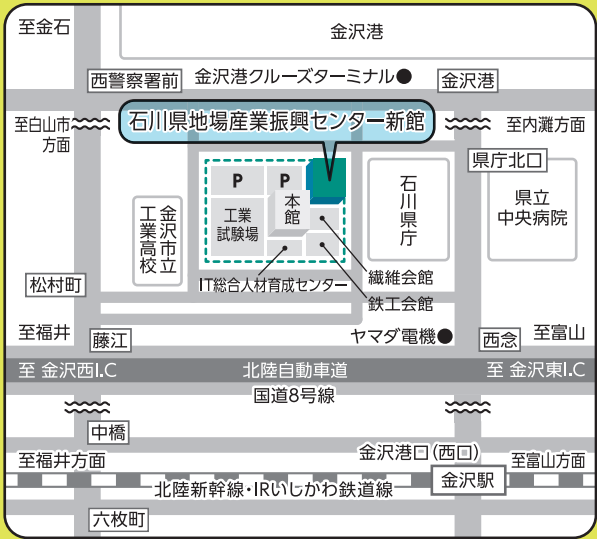 至金石
金沢港
西警察署前
金沢港クルーズターミナル●
金沢港
至白山市
方面
石川県地場産業振興センター新館
至内灘方面
県庁北口
P
P
本
館
工業
試験場
石
川
県
庁
県立
中央病院
金沢市立
工業高校
繊維会館
IT総合人材育成センター
鉄工会館
松村町
至福井
藤江
ヤマダ電機●
西念
至富山
至 金沢西I.C
北陸自動車道
至 金沢東I.C
国道8号線
中橋
金沢港口(西口)
至福井方面
至富山方面
北陸新幹線・IRいしかわ鉄道線
金沢駅
六枚町